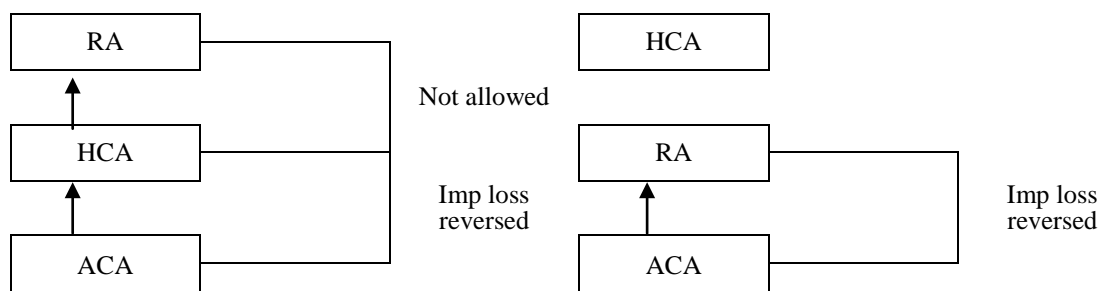 RA
Not allowed
HCA
Imp loss
reversed
ACA
HCA
RA
Imp loss
reversed
ACA